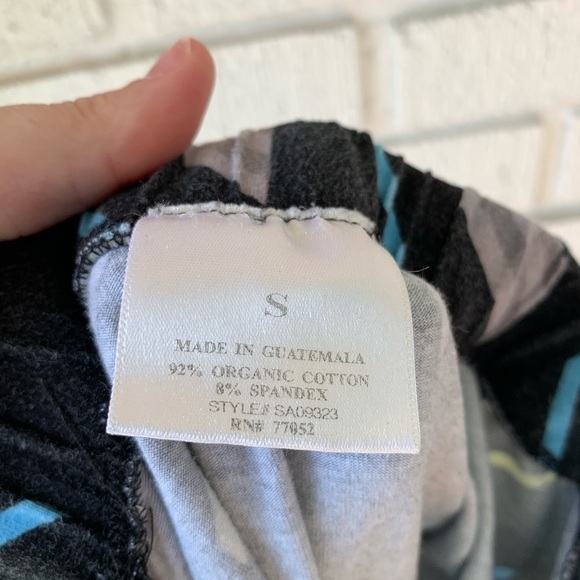 S
MADE IN GUATEMALA
92% ORGANIC COTTON
8% SPANDEX
STYLE# SA09323
RN# 77052